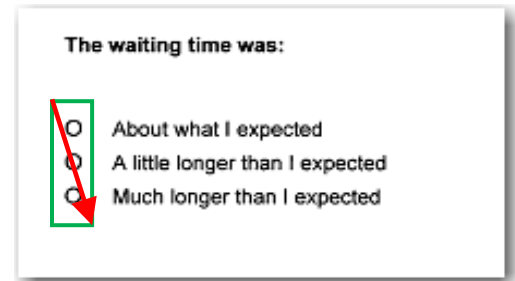 The waiting time was:
About what I expected
A little longer than I expected
Much longer than I expected